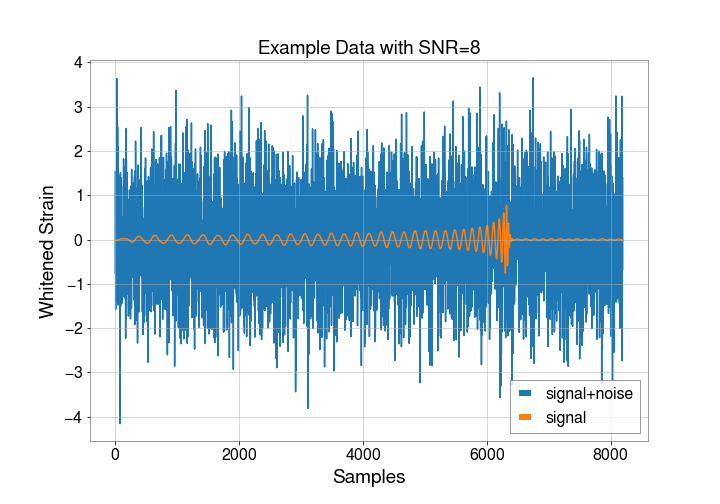 Example Data with SNR=8
Whitened Strain
4
3
2
1
0
−1
−2
−3
−4
signal+noise
signal
0 2000 4000 6000 8000
Samples